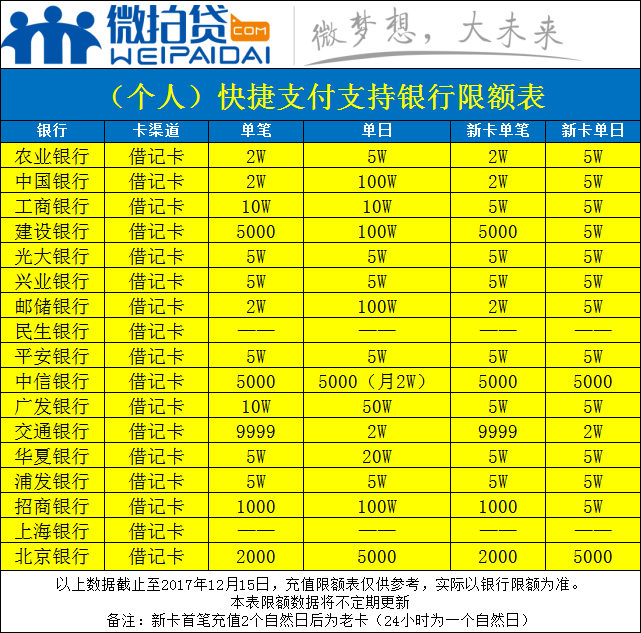 微拍贷.COM
WEIPAIDAI
微梦想，大未来
（个人）快捷支付支持银行限额表
银行 卡渠道 单笔 单日 新卡单笔 新卡单日
农业银行 借记卡 2W 5W 2W 5W
中国银行 借记卡 2W 100W 2W 5W
工商银行 借记卡 10W 10W 5W 5W
建设银行 借记卡 5000 100W 5000 5W
光大银行 借记卡 5W 5W 5W 5W
兴业银行 借记卡 5W 5W 5W 5W
邮储银行 借记卡 2W 100W 2W 5W
民生银行 借记卡 —— —— —— ——
平安银行 借记卡 5W 5W 5W 5W
中信银行 借记卡 5000 5000（月2W） 5000 5000
广发银行 借记卡 10W 50W 5W 5W
交通银行 借记卡 9999 2W 9999 2W
华夏银行 借记卡 5W 20W 5W 5W
浦发银行 借记卡 5W 5W 5W 5W
招商银行 借记卡 1000 100W 1000 5W
上海银行 借记卡 —— —— —— ——
北京银行 借记卡 2000 5000 2000 5000
以上数据截止至2017年12月15日，充值限额表仅供参考，实际以银行限额为准。
本表限额数据将不定期更新
备注：新卡首笔充值2个自然日后为老卡（24小时为一个自然日）